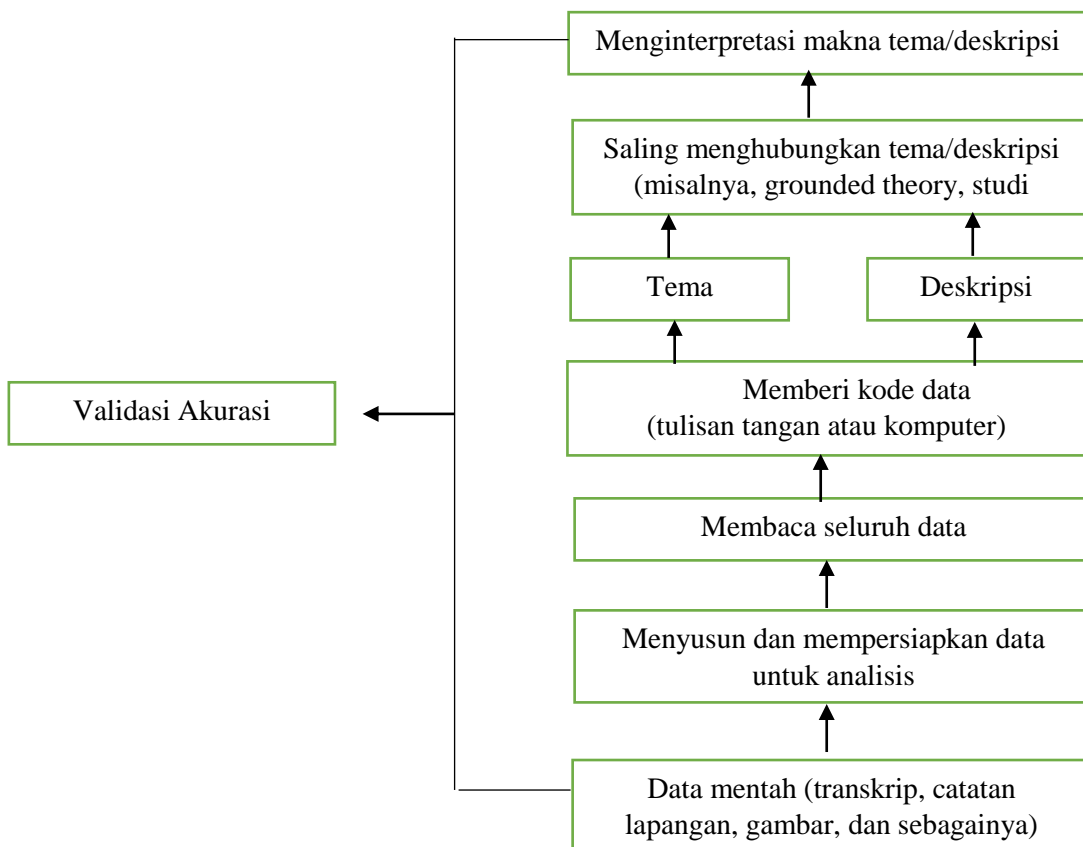 Menginterpretasi makna tema/deskripsi
Saling menghubungkan tema/deskripsi
(misalnya, grounded theory, studi
Tema
Deskripsi
Validasi Akurasi
Memberi kode data
(tulisan tangan atau komputer)
Membaca seluruh data
Menyusun dan mempersiapkan data
untuk analisis
Data mentah (transkrip, catatan
lapangan, gambar, dan sebagainya)